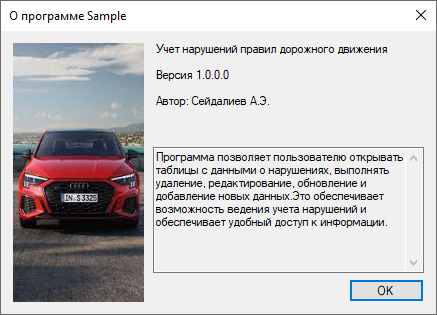 О программе Sample
Учет нарушений правил дорожного движения
Версия 1.0.0.0
Автор: Сейдалиев А.Э.
Программа позволяет пользователю открывать
таблицы с данными о нарушениях, выполнять
удаление, редактирование, обновление и
добавление новых данных.Это обеспечивает
возможность ведения учета нарушений и
обеспечивает удобный доступ к информации.
IN·S 3325
OK